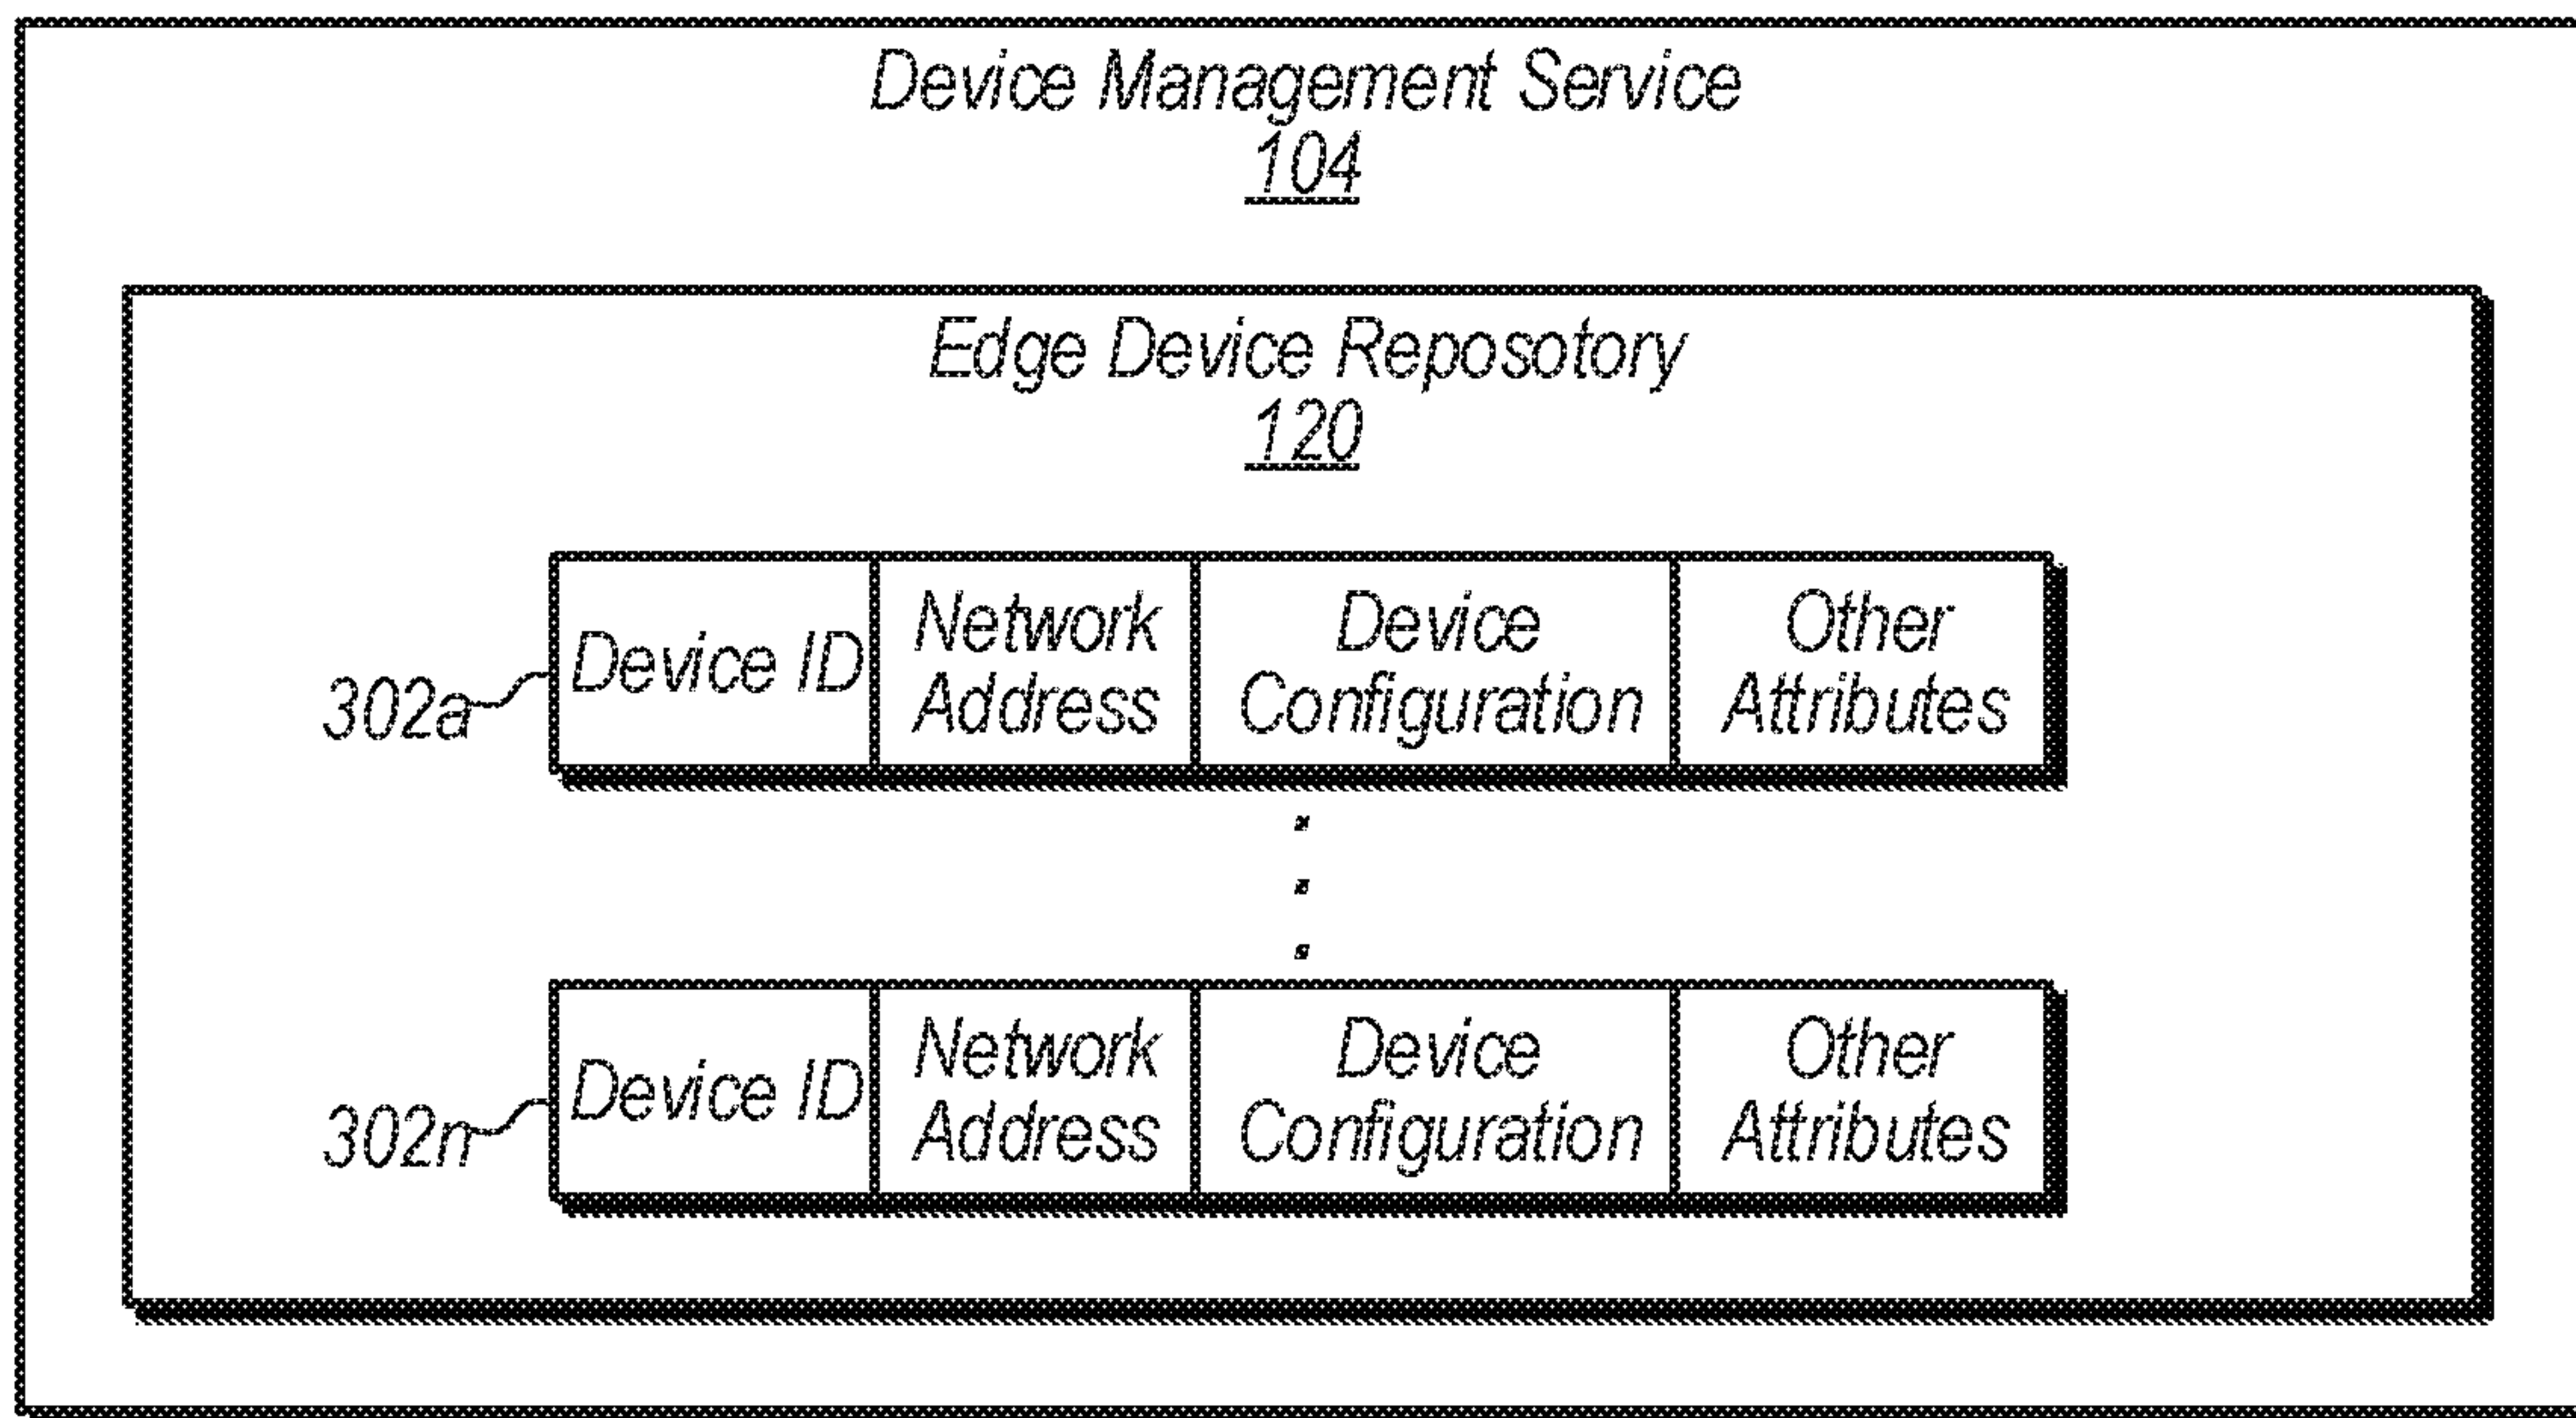 Device Management Service
104
Edge Device Reposotory
120
302a
Device ID
Network
Address
Device
Configuration
Other
Attributes
302n
Device ID
Network
Address
Device
Configuration
Other
Attributes